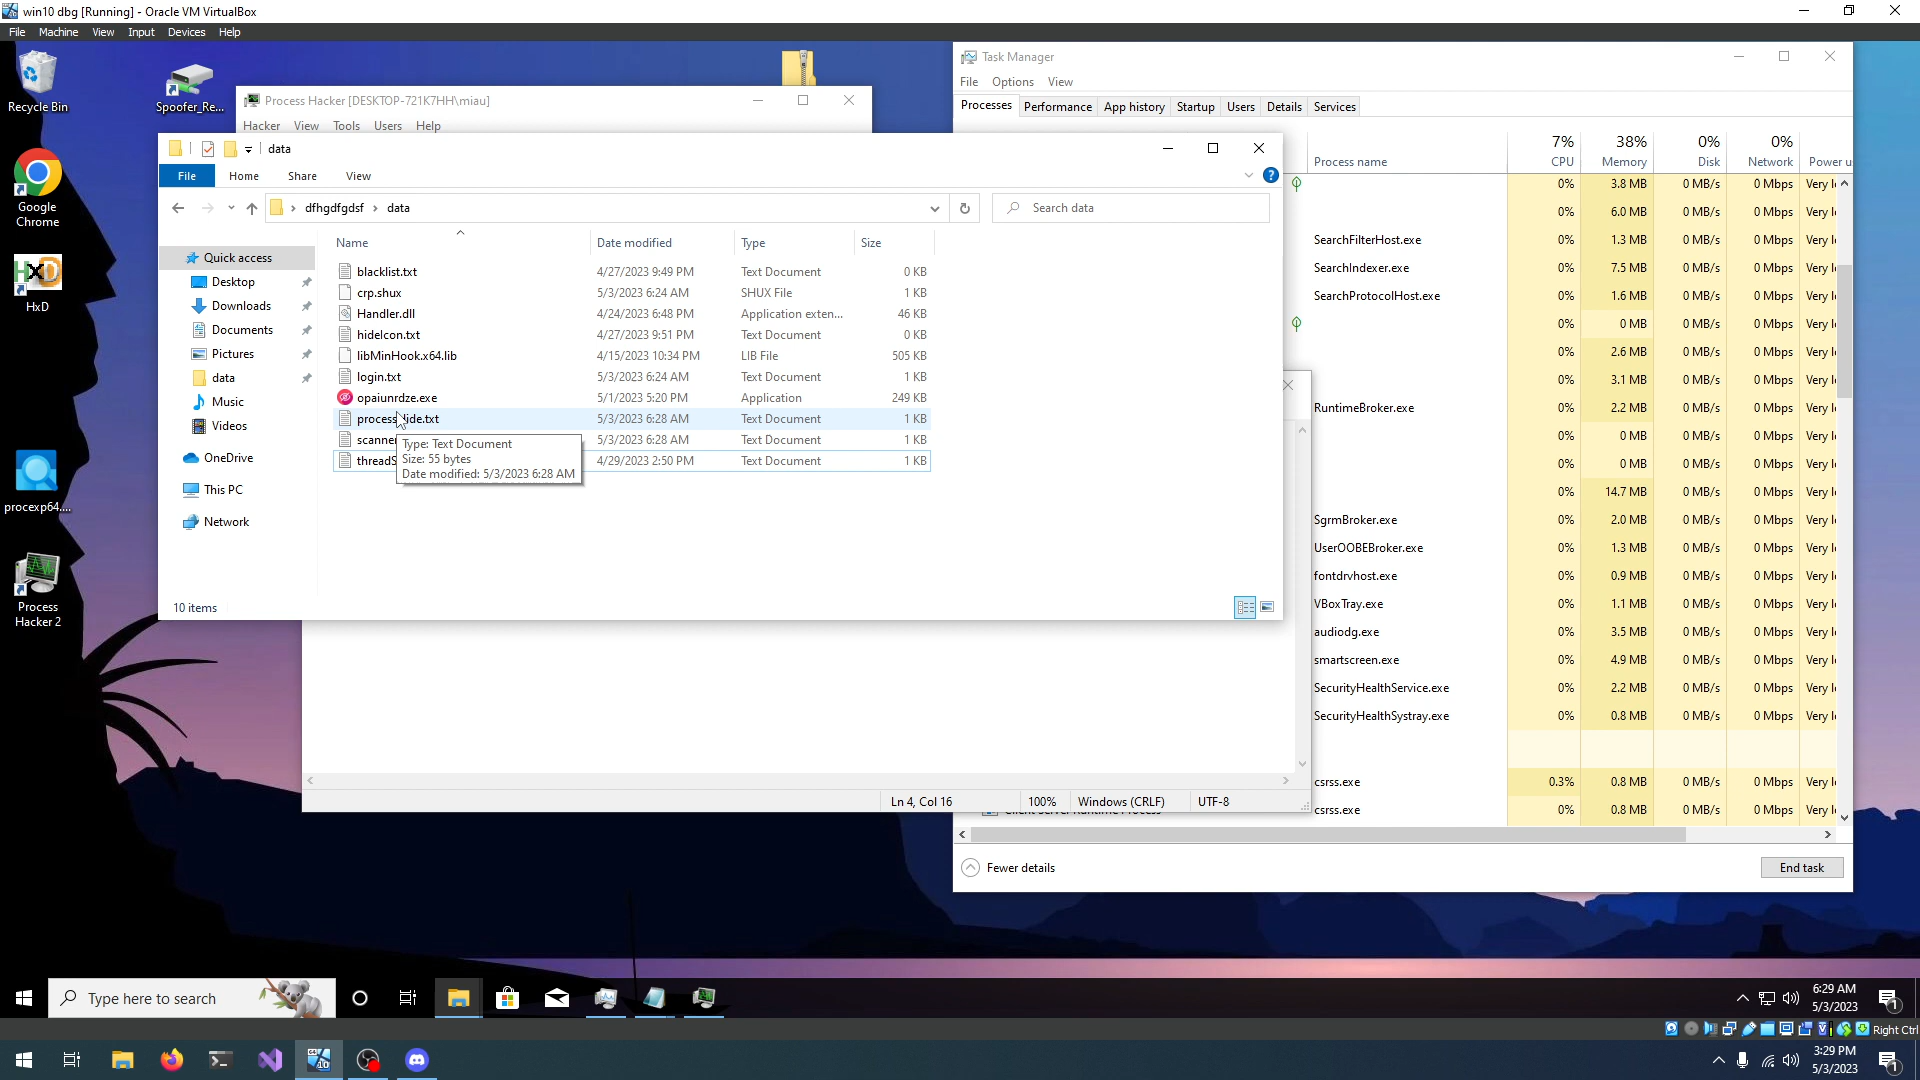 win10 dbg [Running] - Oracle VM VirtualBox
File Machine View Input Devices Help
Recycle Bin
Spoofer_Re...
Google Chrome
HxD
procexp64....
Process Hacker 2
Process Hacker [DESKTOP-721K7HH\miau]
Hacker View Tools Users Help
data
File Home Share View
dfhgdfgdsf > data
Search data
Quick access
Desktop
Downloads
Documents
Pictures
data
Music
Videos
OneDrive
This PC
Network
Name Date modified Type Size
blacklist.txt 4/27/2023 9:49 PM Text Document 0 KB
crp.shux 5/3/2023 6:24 AM SHUX File 1 KB
Handler.dll 4/24/2023 6:48 PM Application exten... 46 KB
hideIcon.txt 4/27/2023 9:51 PM Text Document 0 KB
libMinHook.x64.lib 4/15/2023 10:34 PM LIB File 505 KB
login.txt 5/3/2023 6:24 AM Text Document 1 KB
opaiunrdze.exe 5/1/2023 5:20 PM Application 249 KB
5/3/2023 6:28 AM Text Document 1 KB
5/3/2023 6:28 AM Text Document 1 KB
4/29/2023 2:50 PM Text Document 1 KB
Type: Text Document
Size: 55 bytes
Date modified: 5/3/2023 6:28 AM
10 items
Ln 4, Col 16 100% Windows (CRLF) UTF-8
Task Manager
File Options View
Processes Performance App history Startup Users Details Services
7% 38% 0% 0%
Process name CPU Memory Disk Network Power u
0% 3.8 MB 0 MB/s 0 Mbps Very l
0% 6.0 MB 0 MB/s 0 Mbps Very l
SearchFilterHost.exe 0% 1.3 MB 0 MB/s 0 Mbps Very l
SearchIndexer.exe 0% 7.5 MB 0 MB/s 0 Mbps Very l
SearchProtocolHost.exe 0% 1.6 MB 0 MB/s 0 Mbps Very l
0% 0 MB 0 MB/s 0 Mbps Very l
0% 2.6 MB 0 MB/s 0 Mbps Very l
0% 3.1 MB 0 MB/s 0 Mbps Very l
RuntimeBroker.exe 0% 2.2 MB 0 MB/s 0 Mbps Very l
0% 0 MB 0 MB/s 0 Mbps Very l
0% 0 MB 0 MB/s 0 Mbps Very l
0% 14.7 MB 0 MB/s 0 Mbps Very l
SgrmBroker.exe 0% 2.0 MB 0 MB/s 0 Mbps Very l
UserOOBEBroker.exe 0% 1.3 MB 0 MB/s 0 Mbps Very l
fontdrvhost.exe 0% 0.9 MB 0 MB/s 0 Mbps Very l
VBoxTray.exe 0% 1.1 MB 0 MB/s 0 Mbps Very l
audiodg.exe 0% 3.5 MB 0 MB/s 0 Mbps Very l
smartscreen.exe 0% 4.9 MB 0 MB/s 0 Mbps Very l
SecurityHealthService.exe 0% 2.2 MB 0 MB/s 0 Mbps Very l
SecurityHealthSystray.exe 0% 0.8 MB 0 MB/s 0 Mbps Very l
csrss.exe 0.3% 0.8 MB 0 MB/s 0 Mbps Very l
csrss.exe 0% 0.8 MB 0 MB/s 0 Mbps Very l
Fewer details
End task
Type here to search
6:29 AM
5/3/2023
1
Right Ctrl
3:29 PM
5/3/2023
1